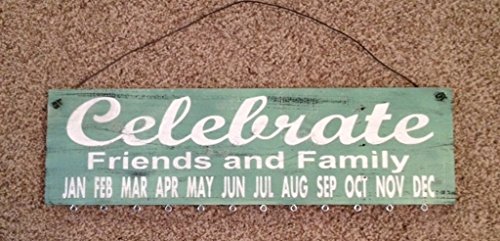 Celebrate
Friends and Family
JAN FEB MAR APR MAY JUN JUL AUG SEP OCT NOV DEC